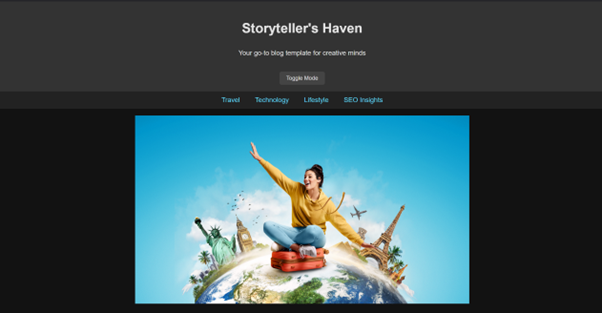 Storyteller's Haven
Your go-to blog template for creative minds
Toggle Mode
Travel Technology Lifestyle SEO Insights